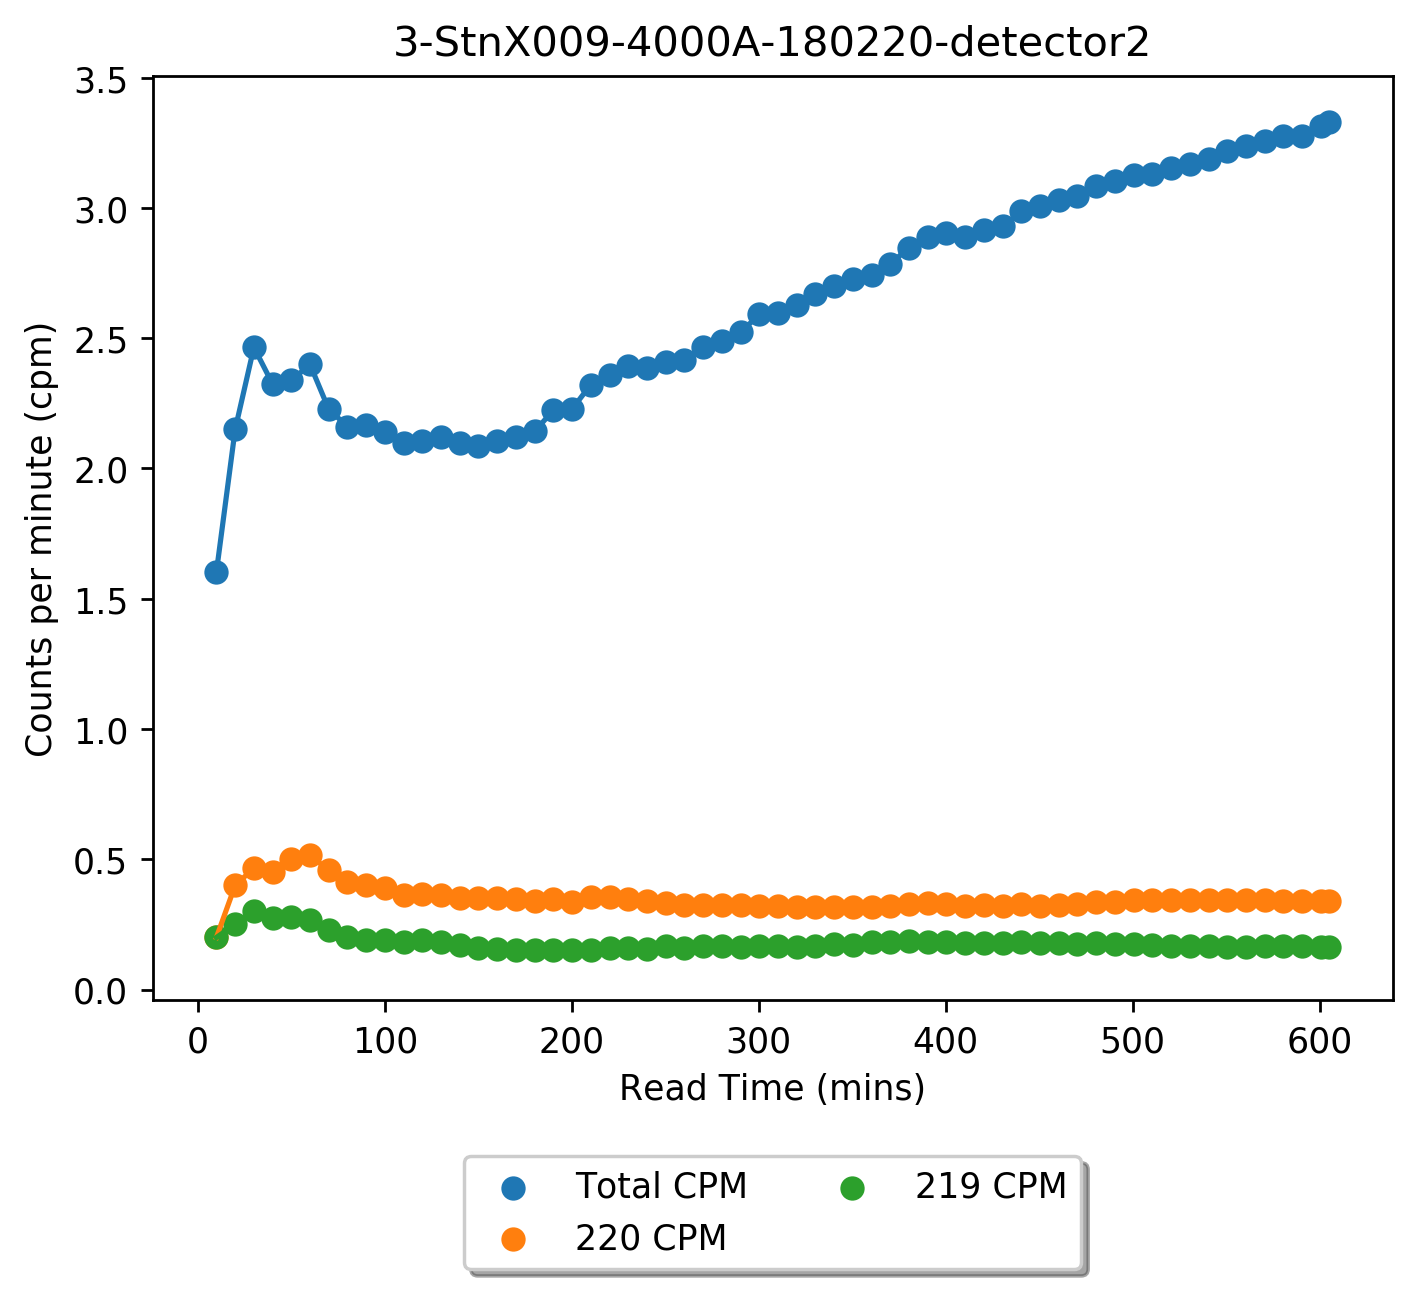 3-StnX009-4000A-180220-detector2
3.5
3.0
2.5
2.0
1.5
1.0
0.5
0.0
Counts per minute (cpm)
0 100 200 300 400 500 600
Read Time (mins)
Total CPM 219 CPM
220 CPM